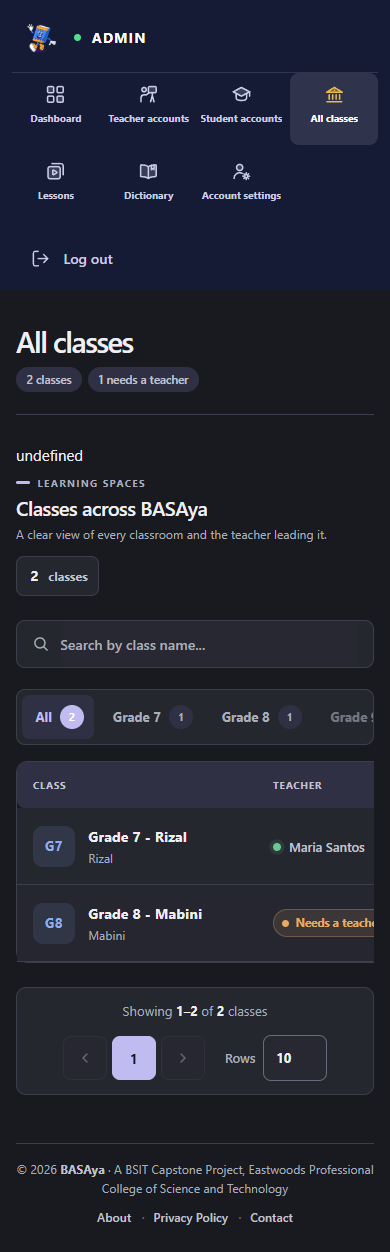 ADMIN
Dashboard
Teacher accounts
Student accounts
All classes
Lessons
Dictionary
Account settings
Log out
All classes
2 classes
1 needs a teacher
undefined
LEARNING SPACES
Classes across BASAya
A clear view of every classroom and the teacher leading it.
2 classes
Search by class name...
All 2
Grade 7 1
Grade 8 1
Grade 9
CLASS TEACHER
G7 Grade 7 - Rizal
Rizal
Maria Santos
G8 Grade 8 - Mabini
Mabini
Needs a teache
Showing 1–2 of 2 classes
1
Rows 10
© 2026 BASAya · A BSIT Capstone Project, Eastwoods Professional
College of Science and Technology
About · Privacy Policy · Contact